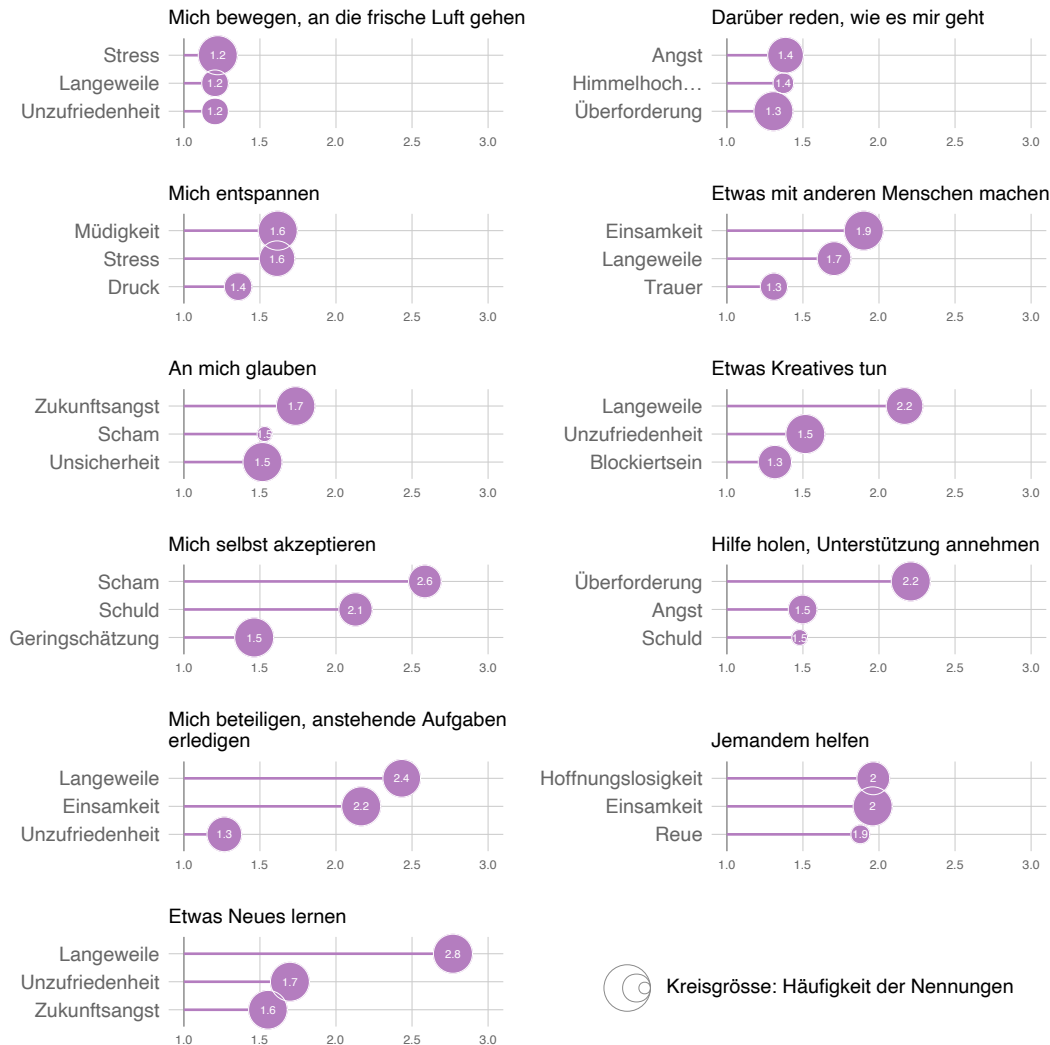 Mich bewegen, an die frische Luft gehen
Stress
1.2
Langeweile
1.2
Unzufriedenheit
1.2
1.0 1.5 2.0 2.5 3.0
Darüber reden, wie es mir geht
Angst
1.4
Himmelhoch…
1.4
Überforderung
1.3
1.0 1.5 2.0 2.5 3.0
Mich entspannen
Müdigkeit
1.6
Stress
1.6
Druck
1.4
1.0 1.5 2.0 2.5 3.0
Etwas mit anderen Menschen machen
Einsamkeit
1.9
Langeweile
1.7
Trauer
1.3
1.0 1.5 2.0 2.5 3.0
An mich glauben
Zukunftsangst
1.7
Scham
1.5
Unsicherheit
1.5
1.0 1.5 2.0 2.5 3.0
Etwas Kreatives tun
Langeweile
2.2
Unzufriedenheit
1.5
Blockiertsein
1.3
1.0 1.5 2.0 2.5 3.0
Mich selbst akzeptieren
Scham
2.6
Schuld
2.1
Geringschätzung
1.5
1.0 1.5 2.0 2.5 3.0
Hilfe holen, Unterstützung annehmen
Überforderung
2.2
Angst
1.5
Schuld
1.5
1.0 1.5 2.0 2.5 3.0
Mich beteiligen, anstehende Aufgaben
erledigen
Langeweile
2.4
Einsamkeit
2.2
Unzufriedenheit
1.3
1.0 1.5 2.0 2.5 3.0
Jemandem helfen
Hoffnungslosigkeit
2
Einsamkeit
2
Reue
1.9
1.0 1.5 2.0 2.5 3.0
Etwas Neues lernen
Langeweile
2.8
Unzufriedenheit
1.7
Zukunftsangst
1.6
1.0 1.5 2.0 2.5 3.0
Kreisgrösse: Häufigkeit der Nennungen